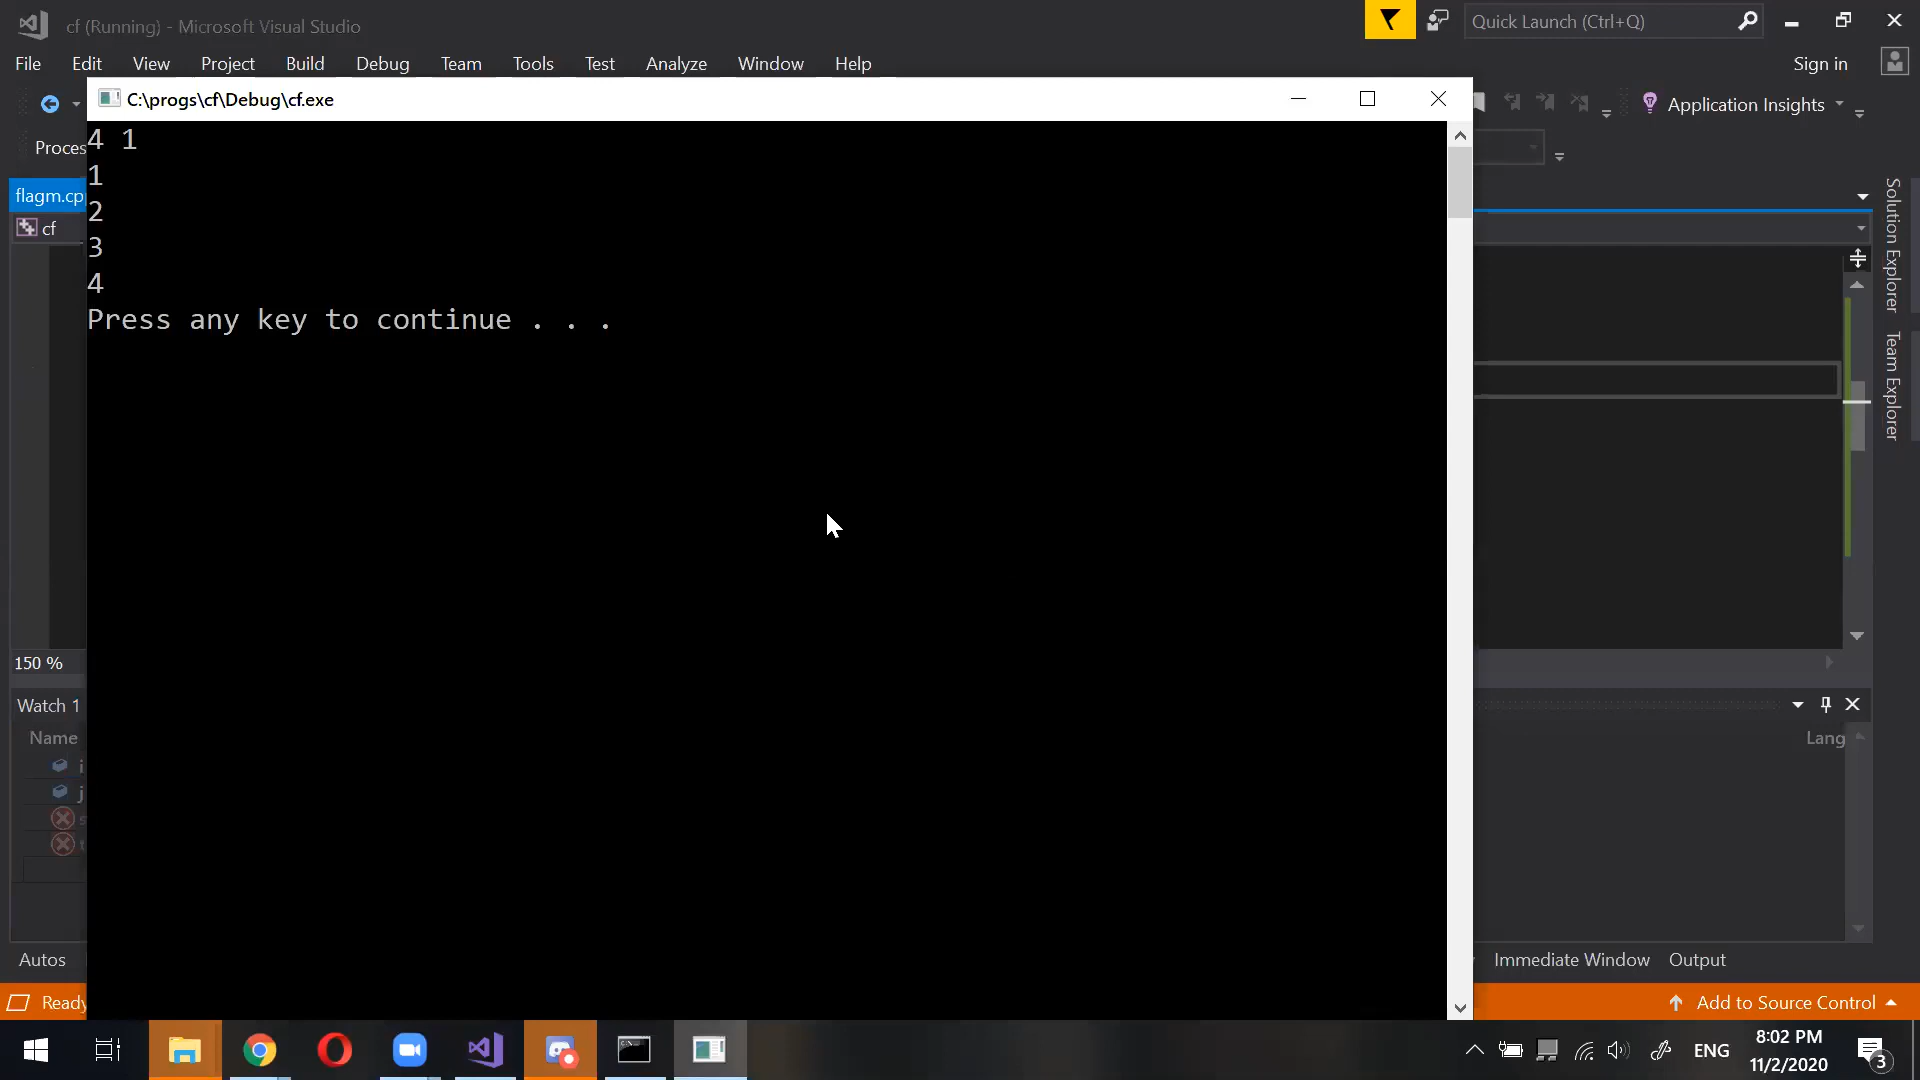 cf (Running) - Microsoft Visual Studio
Quick Launch (Ctrl+Q)
File Edit View Project Build Debug Team Tools Test Analyze Window Help
Sign in
C:\progs\cf\Debug\cf.exe
Application Insights
Proces
4 1
1
2
3
4
Press any key to continue . . .
flagm.cp
cf
Solution Explorer
Team Explorer
150 %
Watch 1
Name
Lang
i
j
Autos
Immediate Window Output
Ready
Add to Source Control
ENG
8:02 PM
11/2/2020
3